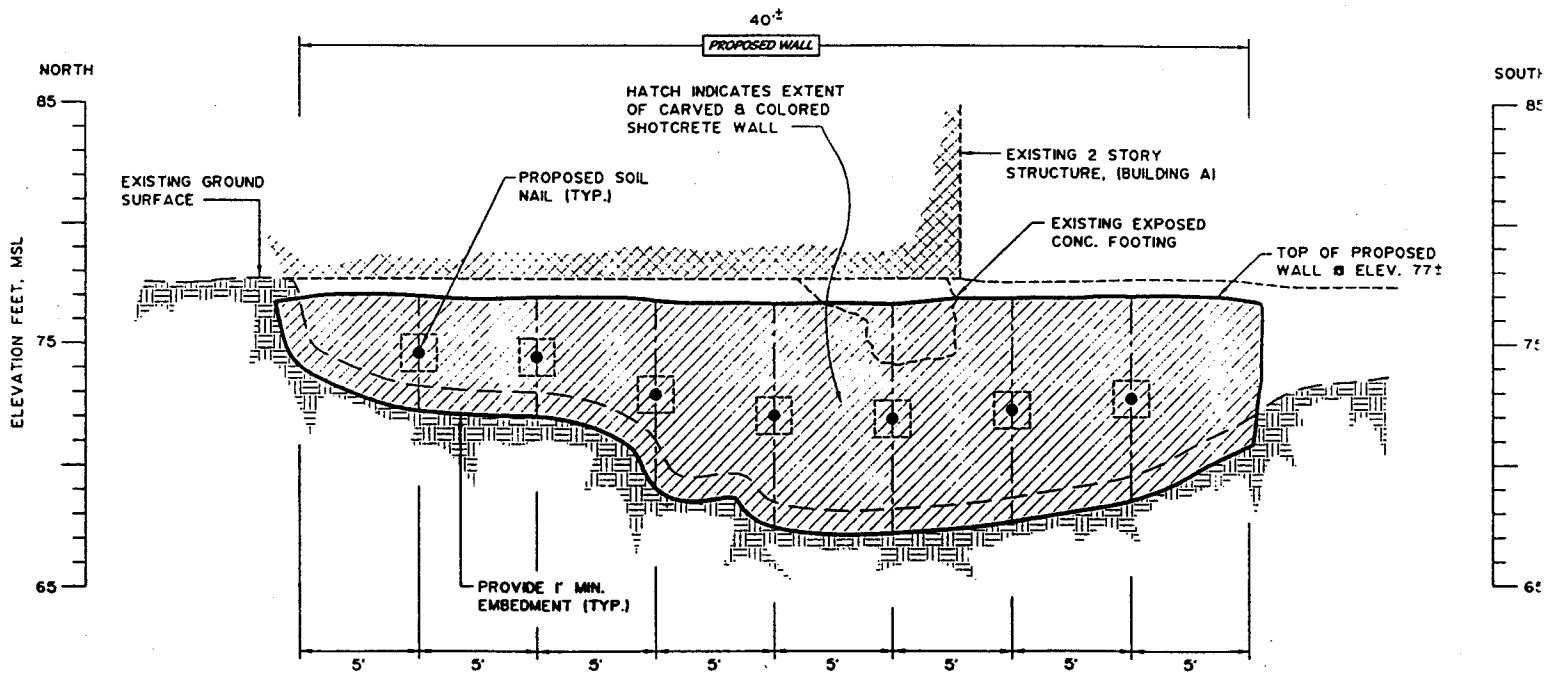 40'±
PROPOSED WALL
NORTH
SOUTH
HATCH INDICATES EXTENT
OF CARVED & COLORED
SHOTCRETE WALL
85
85
EXISTING 2 STORY
STRUCTURE, (BUILDING A)
EXISTING GROUND
SURFACE
PROPOSED SOIL
NAIL (TYP.)
EXISTING EXPOSED
CONC. FOOTING
TOP OF PROPOSED
WALL @ ELEV. 77±
ELEVATION FEET, MSL
75
75
65
65
PROVIDE 1' MIN.
EMBEDMENT (TYP.)
5'
5'
5'
5'
5'
5'
5'
5'